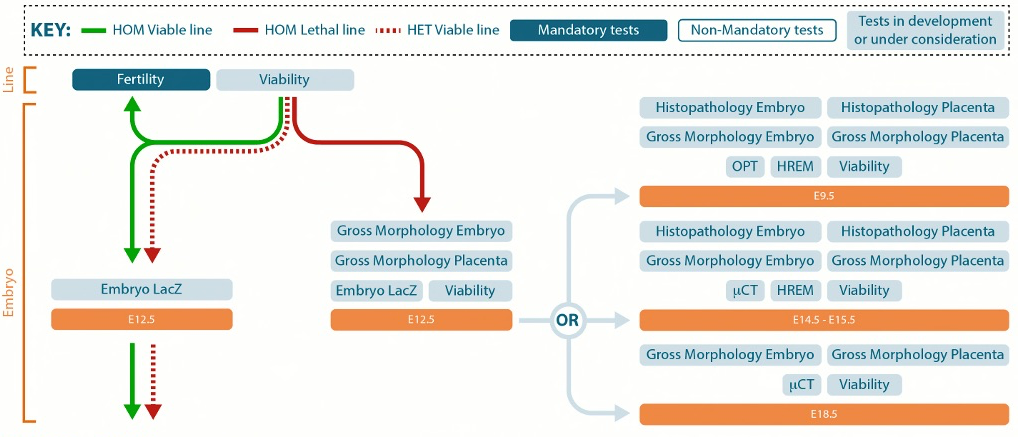 KEY: HOM Viable line HOM Lethal line HET Viable line Mandatory tests Non-Mandatory tests Tests in development
or under consideration
Line
Fertility Viability
Embryo
Embryo LacZ
E12.5
Gross Morphology Embryo
Gross Morphology Placenta
Embryo LacZ Viability
E12.5
OR
Histopathology Embryo Histopathology Placenta
Gross Morphology Embryo Gross Morphology Placenta
OPT HREM Viability
E9.5
Histopathology Embryo Histopathology Placenta
Gross Morphology Embryo Gross Morphology Placenta
μCT HREM Viability
E14.5 - E15.5
Gross Morphology Embryo Gross Morphology Placenta
μCT Viability
E18.5